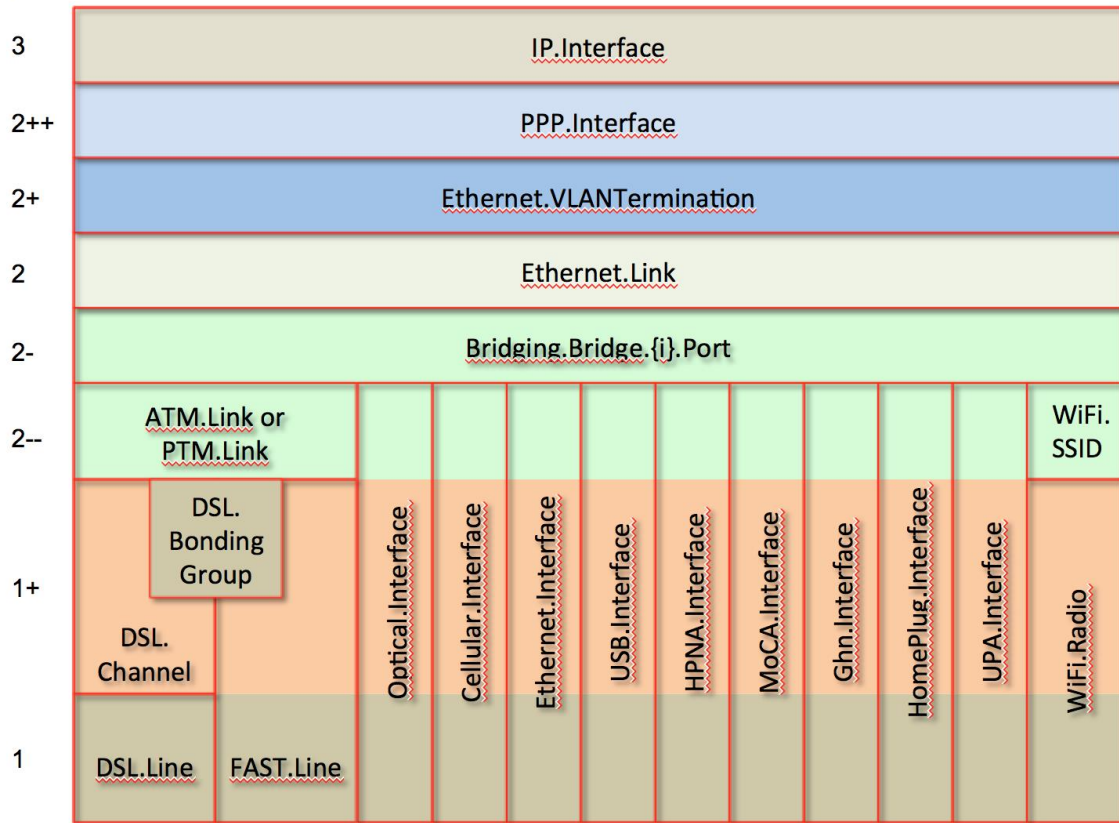 3
IP.Interface
2++
PPP.Interface
2+
Ethernet.VLANTermination
2
Ethernet.Link
2-
Bridging.Bridge.{i}.Port
2--
ATM.Link or
PTM.Link
WiFi.
SSID
1+
DSL.
Bonding
Group
DSL.
Channel
Optical.Interface
Cellular.Interface
Ethernet.Interface
USB.Interface
HPNA.Interface
MoCA.Interface
Ghn.Interface
HomePlug.Interface
UPA.Interface
WiFi.Radio
1
DSL.Line
FAST.Line